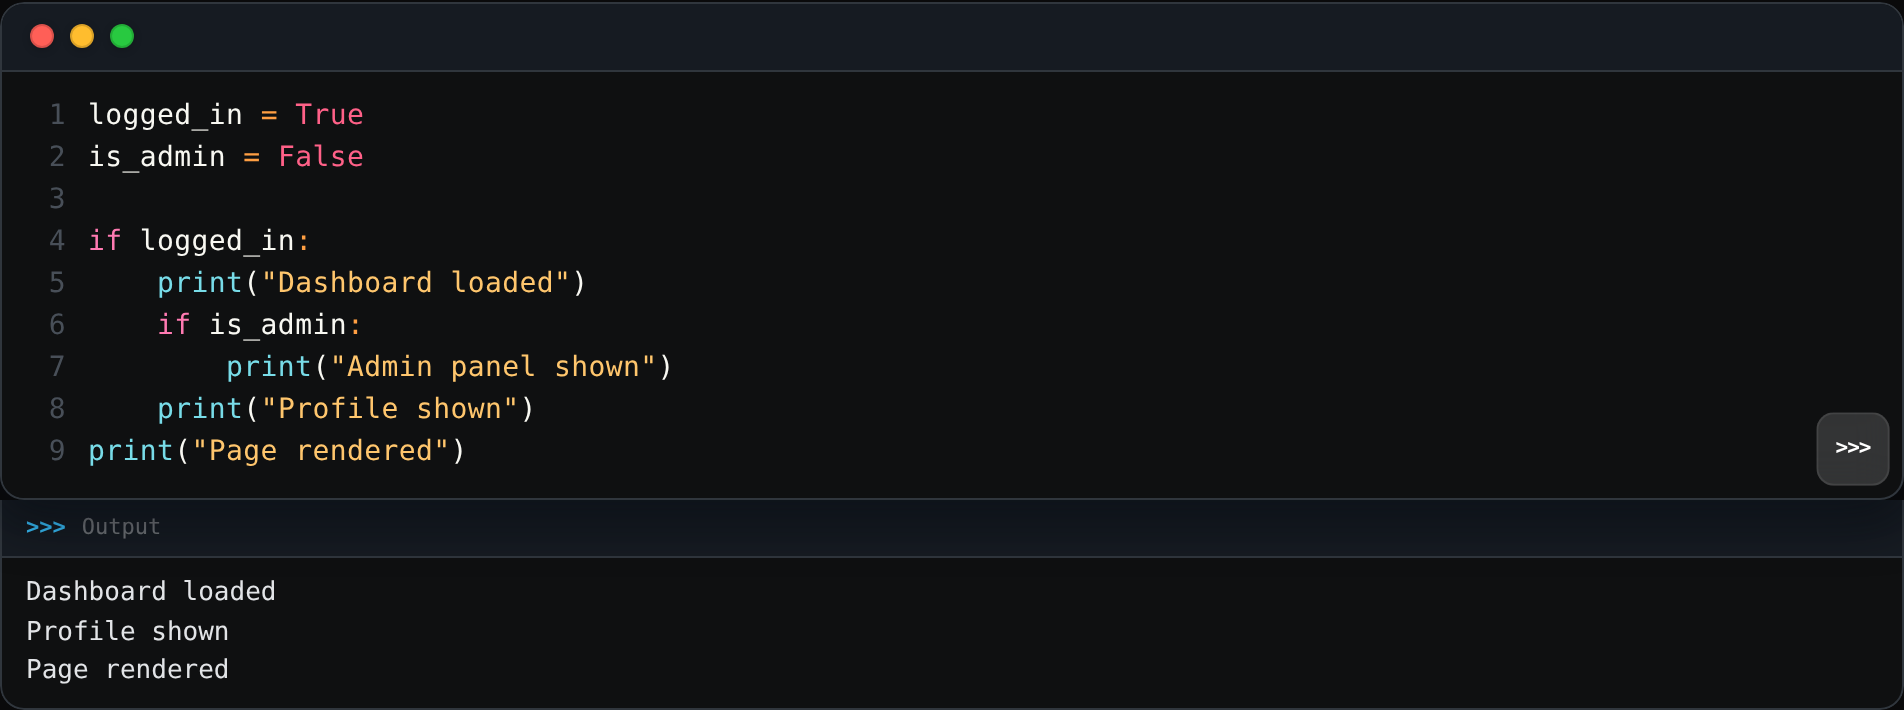 1 logged_in = True
2 is_admin = False
3
4 if logged_in:
5     print("Dashboard loaded")
6     if is_admin:
7         print("Admin panel shown")
8     print("Profile shown")
9 print("Page rendered")
>>>
>>> Output
Dashboard loaded
Profile shown
Page rendered